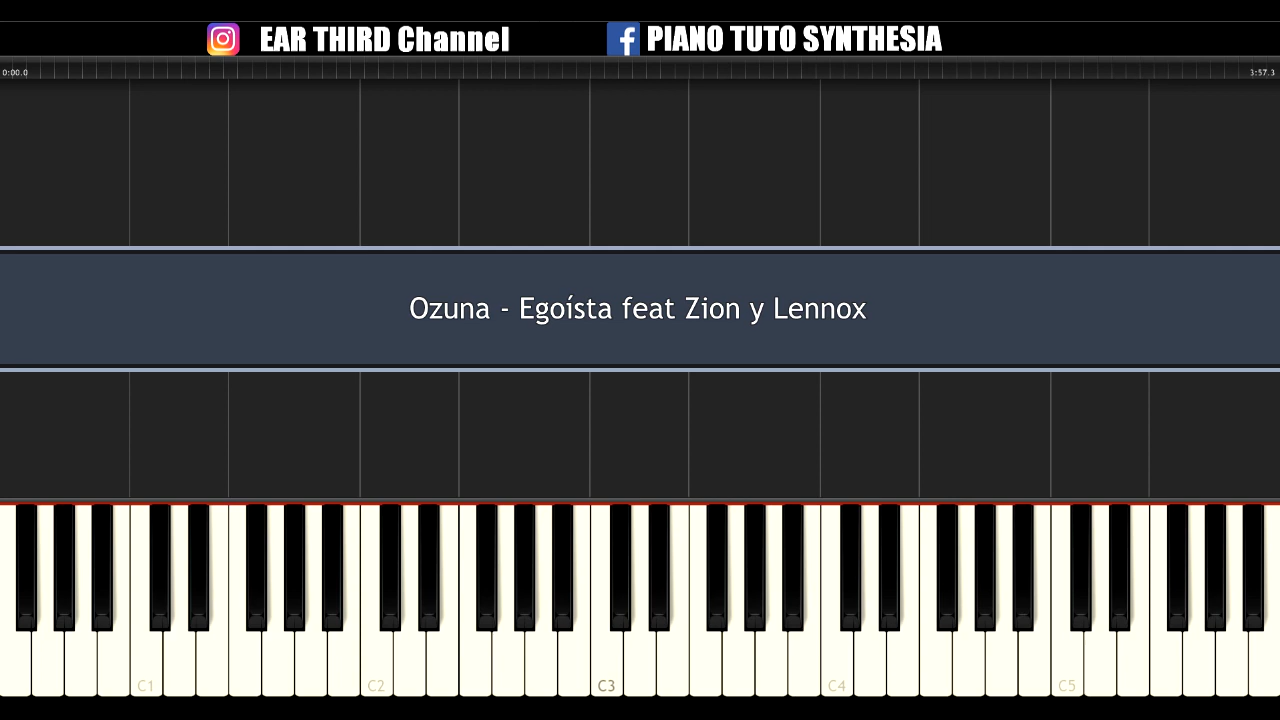 EAR THIRD Channel PIANO TUTO SYNTHESIA
0:00.0 3:57.3
Ozuna - Egoísta feat Zion y Lennox
C1 C2 C3 C4 C5